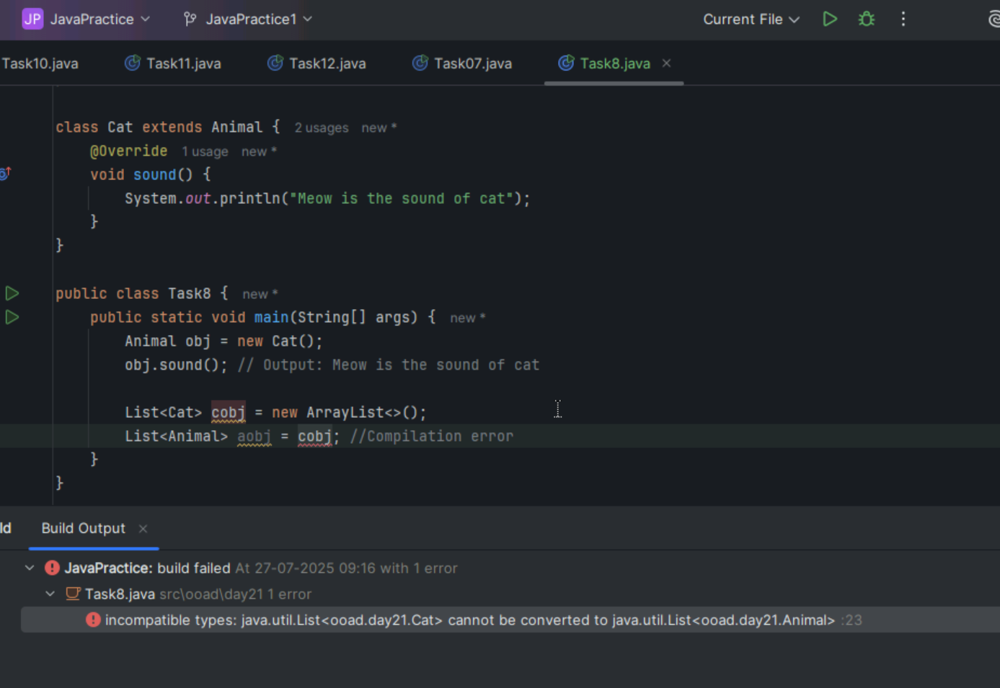 JP JavaPractice JavaPractice1 Current File
Task10.java Task11.java Task12.java Task07.java Task8.java
class Cat extends Animal { 2 usages new *
@Override 1 usage new *
void sound() {
System.out.println("Meow is the sound of cat");
}
}
public class Task8 { new *
public static void main(String[] args) { new *
Animal obj = new Cat();
obj.sound(); // Output: Meow is the sound of cat
List<Cat> cobj = new ArrayList<>();
List<Animal> aobj = cobj; //Compilation error
}
}
ld Build Output
JavaPractice: build failed At 27-07-2025 09:16 with 1 error
Task8.java src\ooad\day21 1 error
incompatible types: java.util.List<ooad.day21.Cat> cannot be converted to java.util.List<ooad.day21.Animal> :23